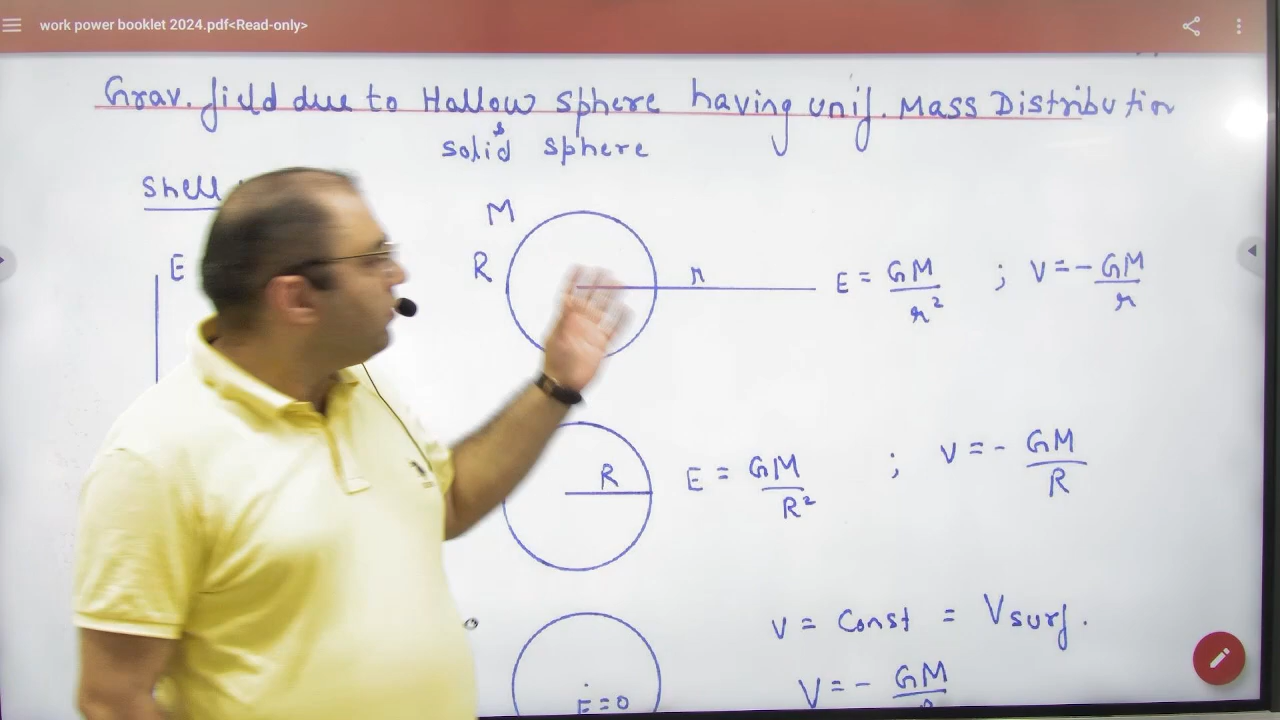 work power booklet 2024.pdf<Read-only>
Grav. field due to Hallow sphere having unif. Mass Distribution
solid sphere
Shell
M
R
E
r
E = GM/r² ; V = - GM/r
R
E = GM/R² ; V = - GM/R
V = Const = Vsurf.
E = 0
V = - GM